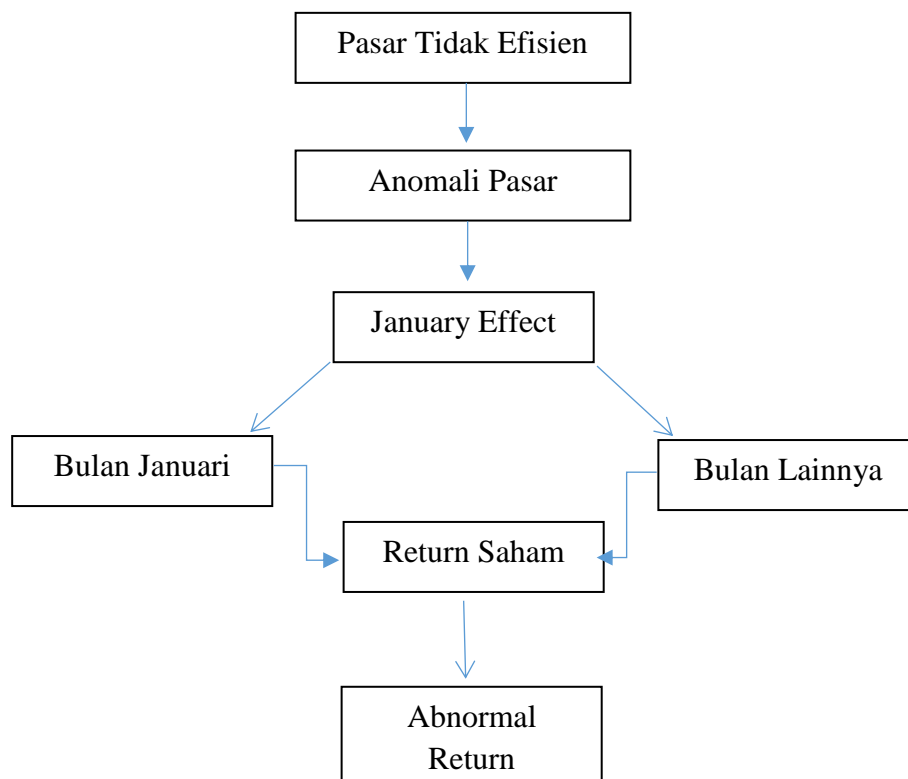 Pasar Tidak Efisien
Anomali Pasar
January Effect
Bulan Januari
Bulan Lainnya
Return Saham
Abnormal
Return